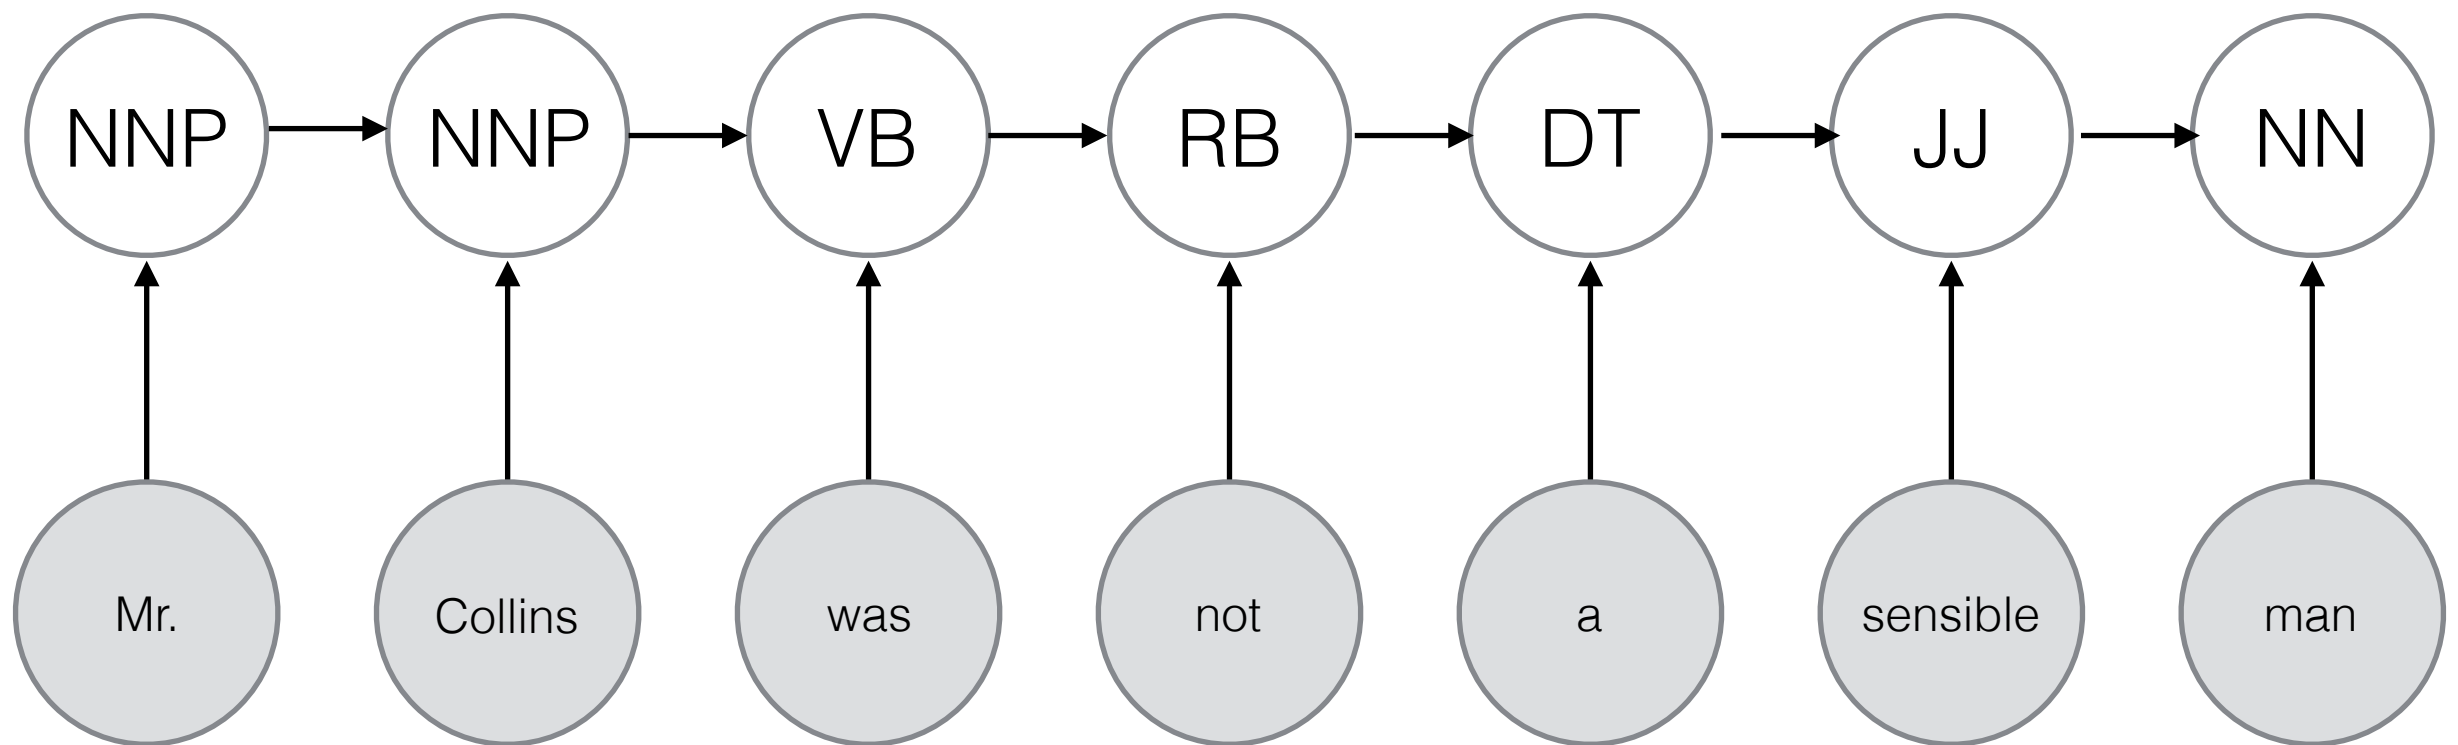 NNP NNP VB RB DT JJ NN
Mr. Collins was not a sensible man